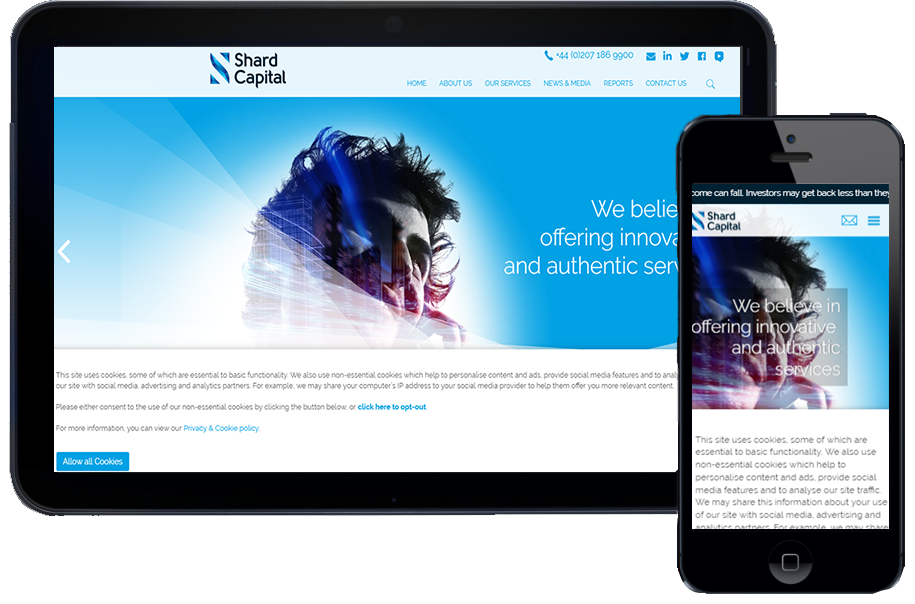 Shard
Capital
+44 (0)207 186 9900
HOME ABOUT US OUR SERVICES NEWS & MEDIA REPORTS CONTACT US
We belie
offering innova
and authentic serv
This site uses cookies, some of which are essential to basic functionality. We also use non-essential cookies which help to personalise content and ads, provide social media features and to analy
our site with social media, advertising and analytics partners. For example, we may share your computer's IP address to your social media provider to help them offer you more relevant content.
Please either consent to the use of our non-essential cookies by clicking the button below, or click here to opt-out.
For more information, you can view our Privacy & Cookie policy.
Allow all Cookies
come can fall. Investors may get back less than they
Shard
Capital
We believe in
offering innovative
and authentic
services
This site uses cookies, some of which are
essential to basic functionality. We also use
non-essential cookies which help to
personalise content and ads, provide social
media features and to analyse our site traffic.
We may share this information about your use
of our site with social media, advertising and
analytics partners. For example, we may share